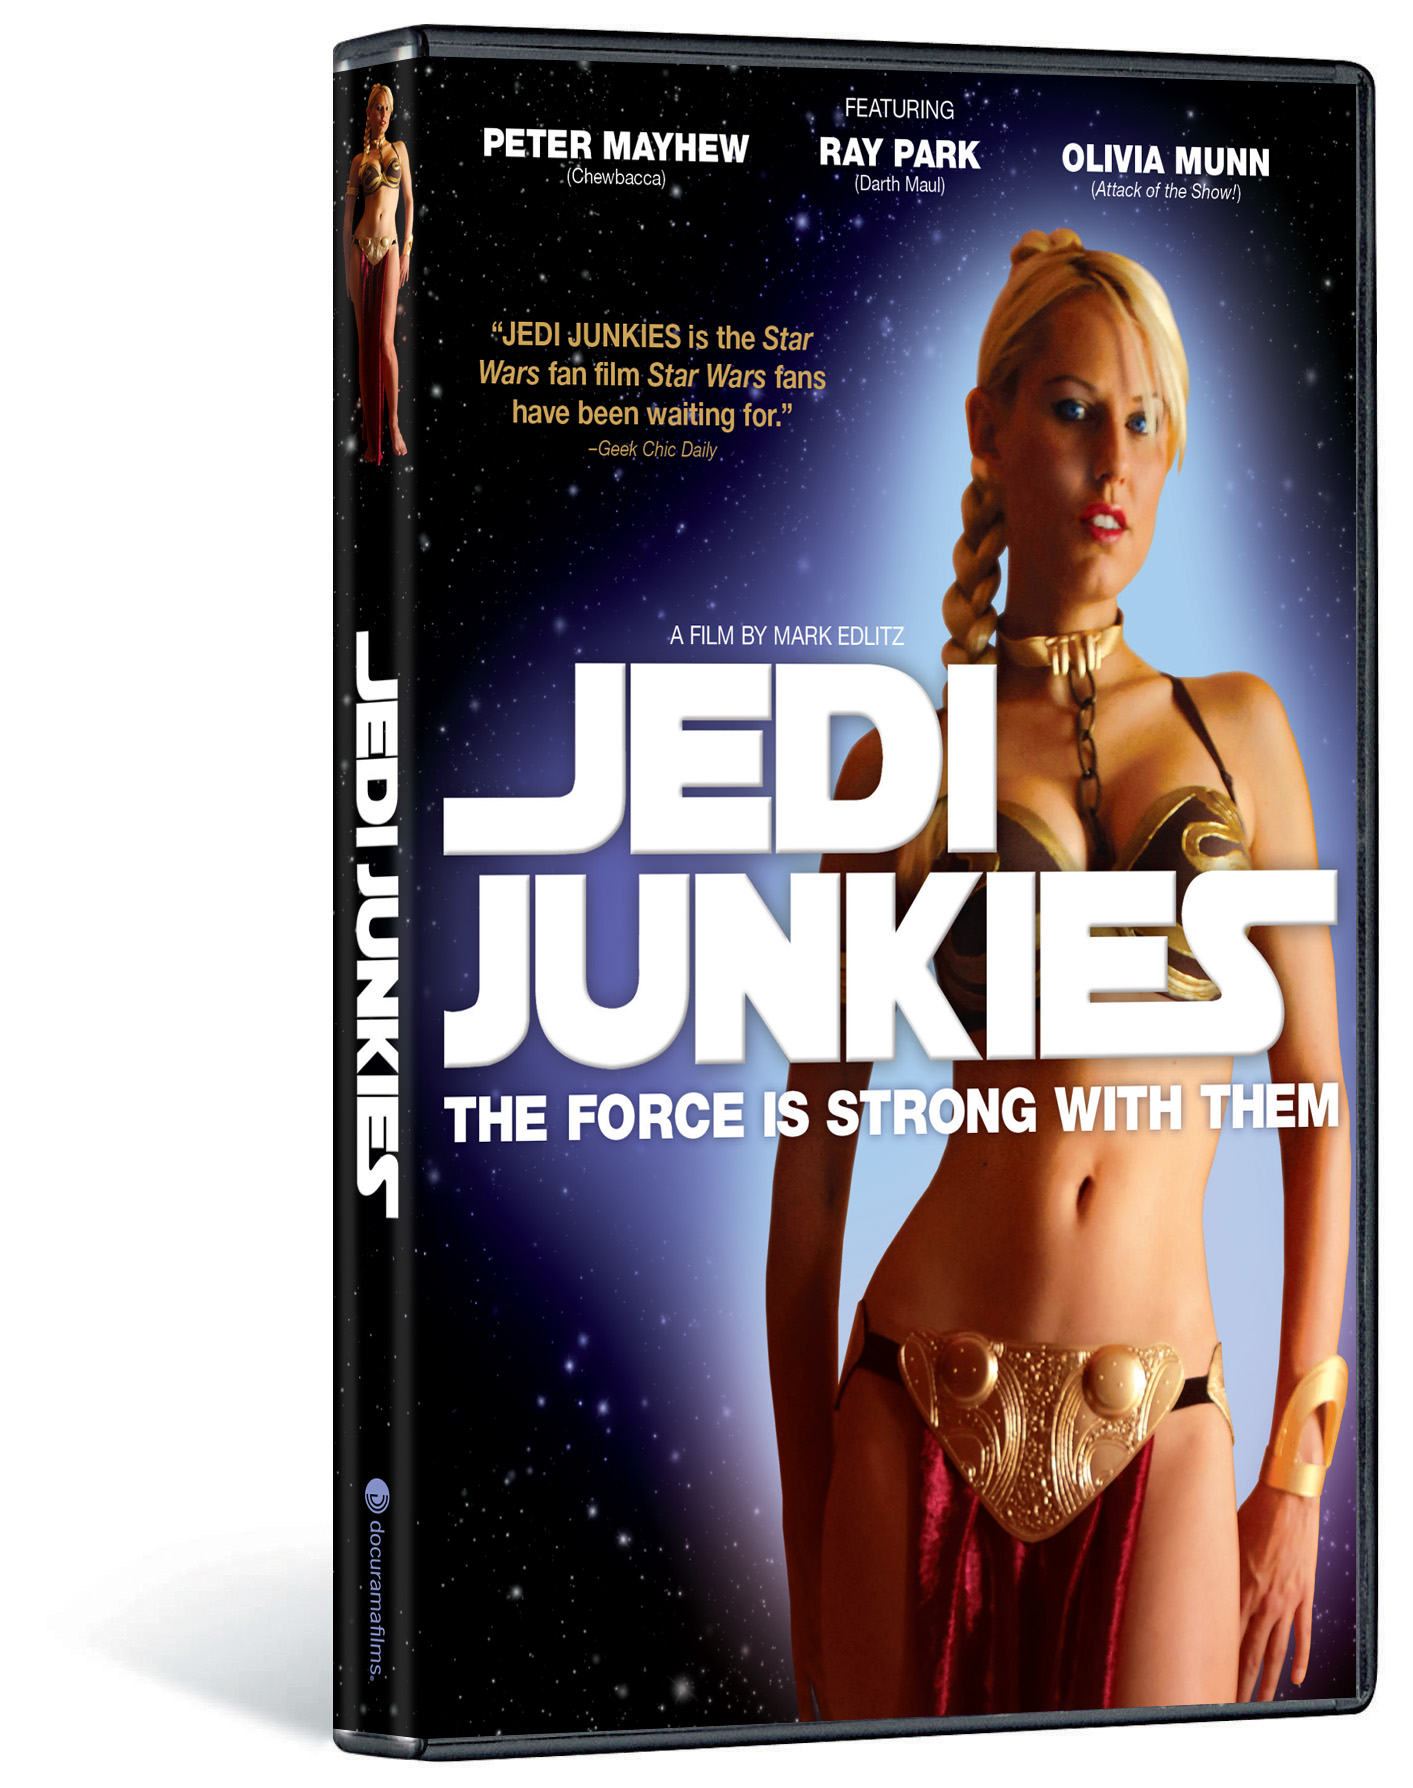 FEATURING
PETER MAYHEW
(Chewbacca)
RAY PARK
(Darth Maul)
OLIVIA MUNN
(Attack of the Show!)
“JEDI JUNKIES is the Star
Wars fan film Star Wars fans
have been waiting for.”
–Geek Chic Daily
A FILM BY MARK EDLITZ
JEDI
JUNKIES
THE FORCE IS STRONG WITH THEM
JEDI JUNKIES
docuramafilms.